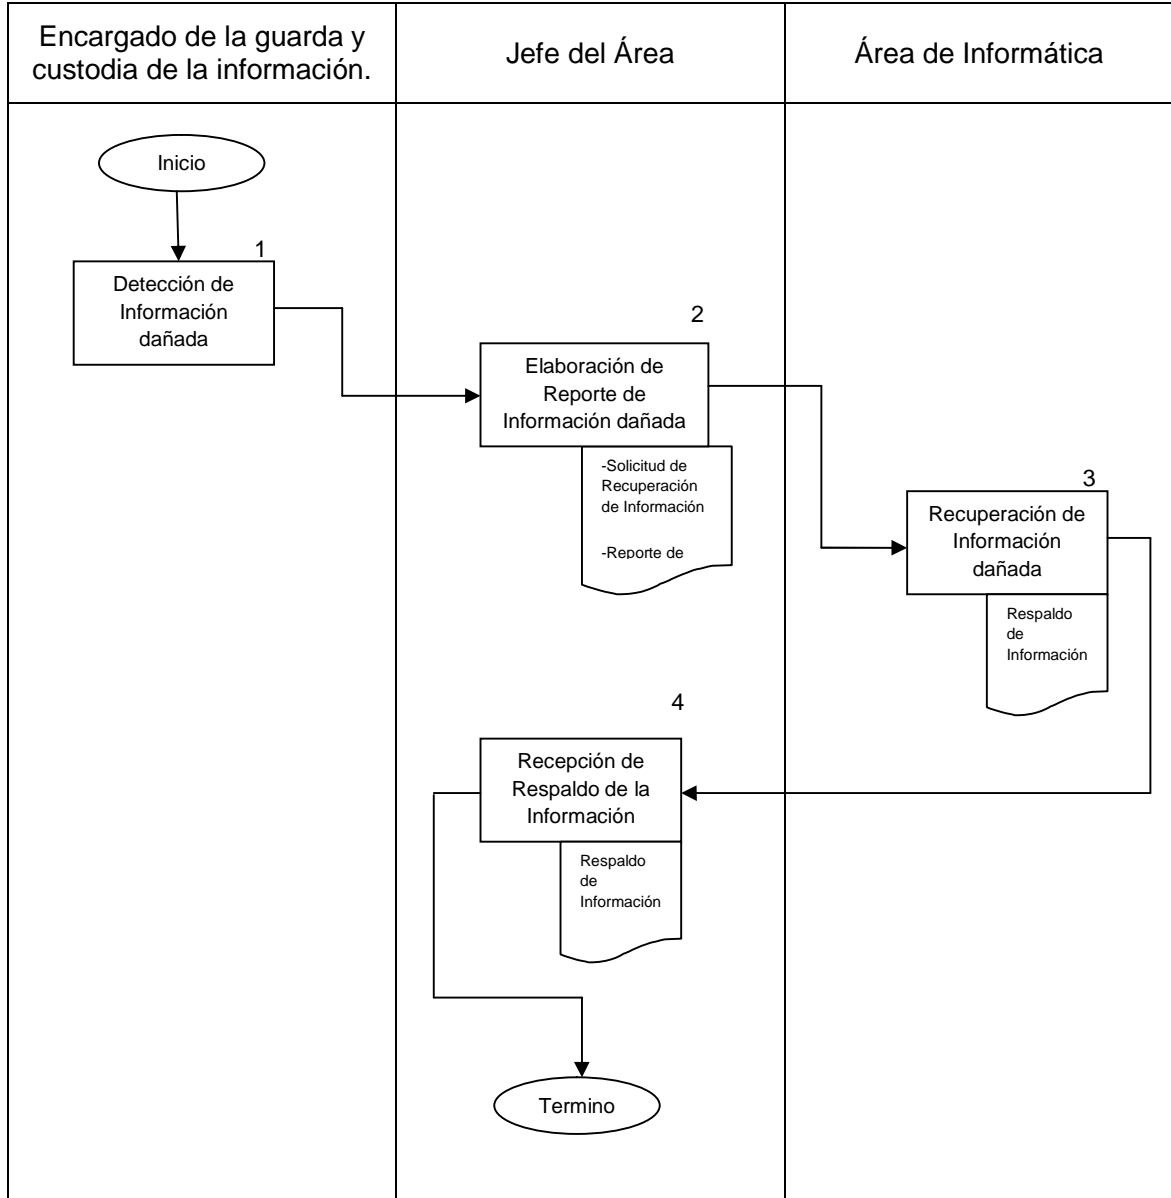 Encargado de la guarda y
custodia de la información.
Jefe del Área
Área de Informática
Inicio
1
Detección de
Información
dañada
2
Elaboración de
Reporte de
Información dañada
-Solicitud de
Recuperación
de Información
-Reporte de
3
Recuperación de
Información
dañada
Respaldo
de
Información
4
Recepción de
Respaldo de la
Información
Respaldo
de
Información
Termino